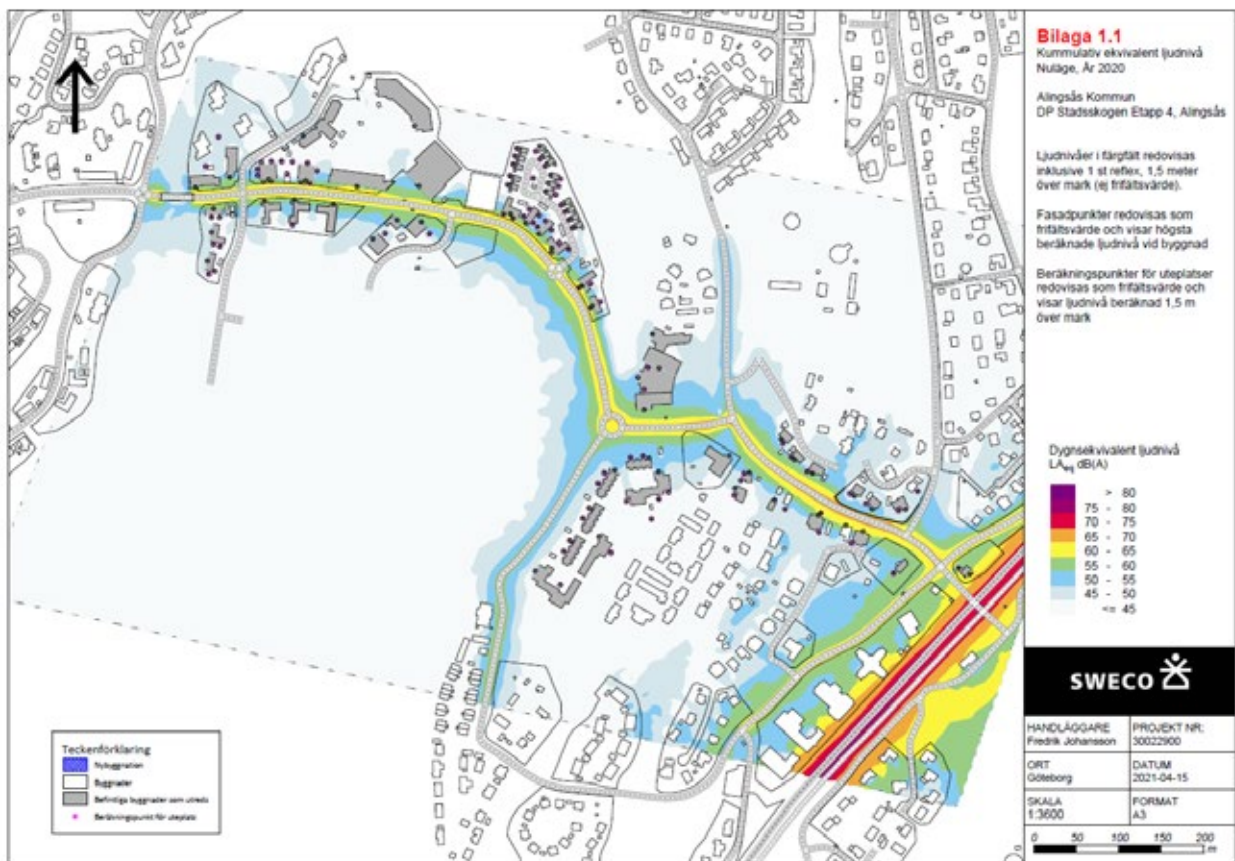 Bilaga 1.1
Kummulativ ekvivalent ljudnivå
Nuläge, År 2020
Alingsås Kommun
DP Stadsskogen Etapp 4, Alingsås
Ljudnivåer i färgfält redovisas
inklusive 1 st reflex, 1,5 meter
över mark (ej frifältsvärde).
Fasadpunkter redovisas som
frifältsvärde och visar högsta
beräknade ljudnivå vid byggnad
Beräkningspunkter för uteplatser
redovisas som frifältsvärde och
visar ljudnivå beräknad 1,5 m
över mark
Dygnsekvivalent ljudnivå
LAeq dB(A)
> 80
75 - 80
70 - 75
65 - 70
60 - 65
55 - 60
50 - 55
45 - 50
<= 45
SWECO
HANDLÄGGARE
Fredrik Johansson
PROJEKT NR:
30022900
ORT
Göteborg
DATUM
2021-04-15
SKALA
1:3600
FORMAT
A3
0 50 100 150 200
m
Teckenförklaring
Nybyggnation
Byggnader
Befintliga byggnader som utreds
Beräkningspunkt för uteplats